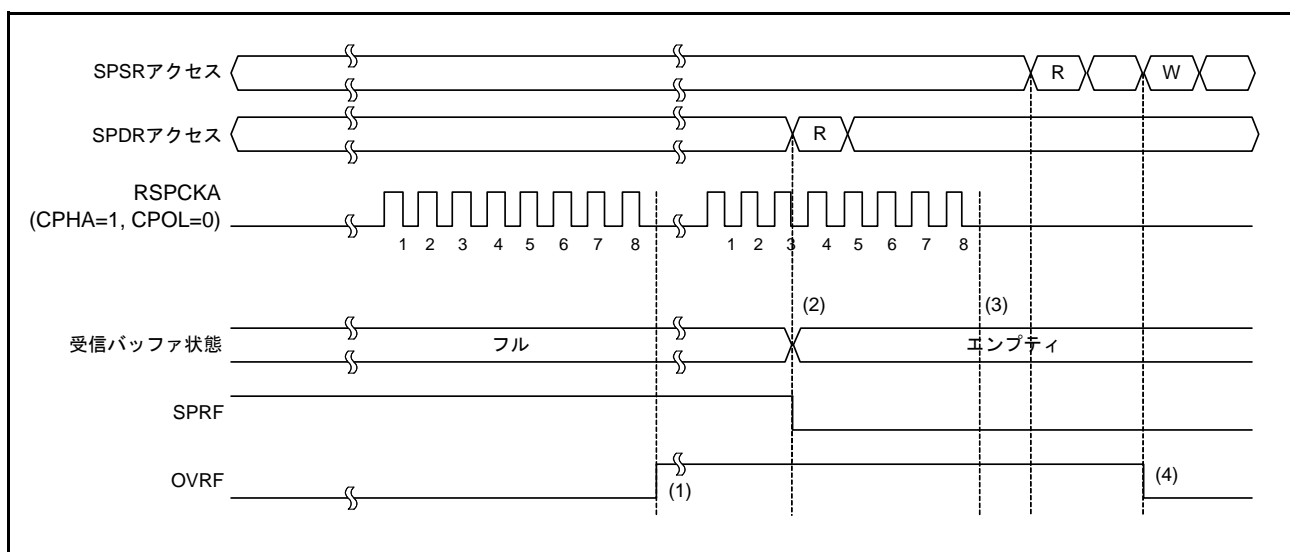 SPSRアクセス R W
SPDRアクセス R
RSPCKA
(CPHA=1, CPOL=0)
1 2 3 4 5 6 7 8 1 2 3 4 5 6 7 8
(2) (3)
受信バッファ状態 フル エンプティ
SPRF
OVRF (1) (4)